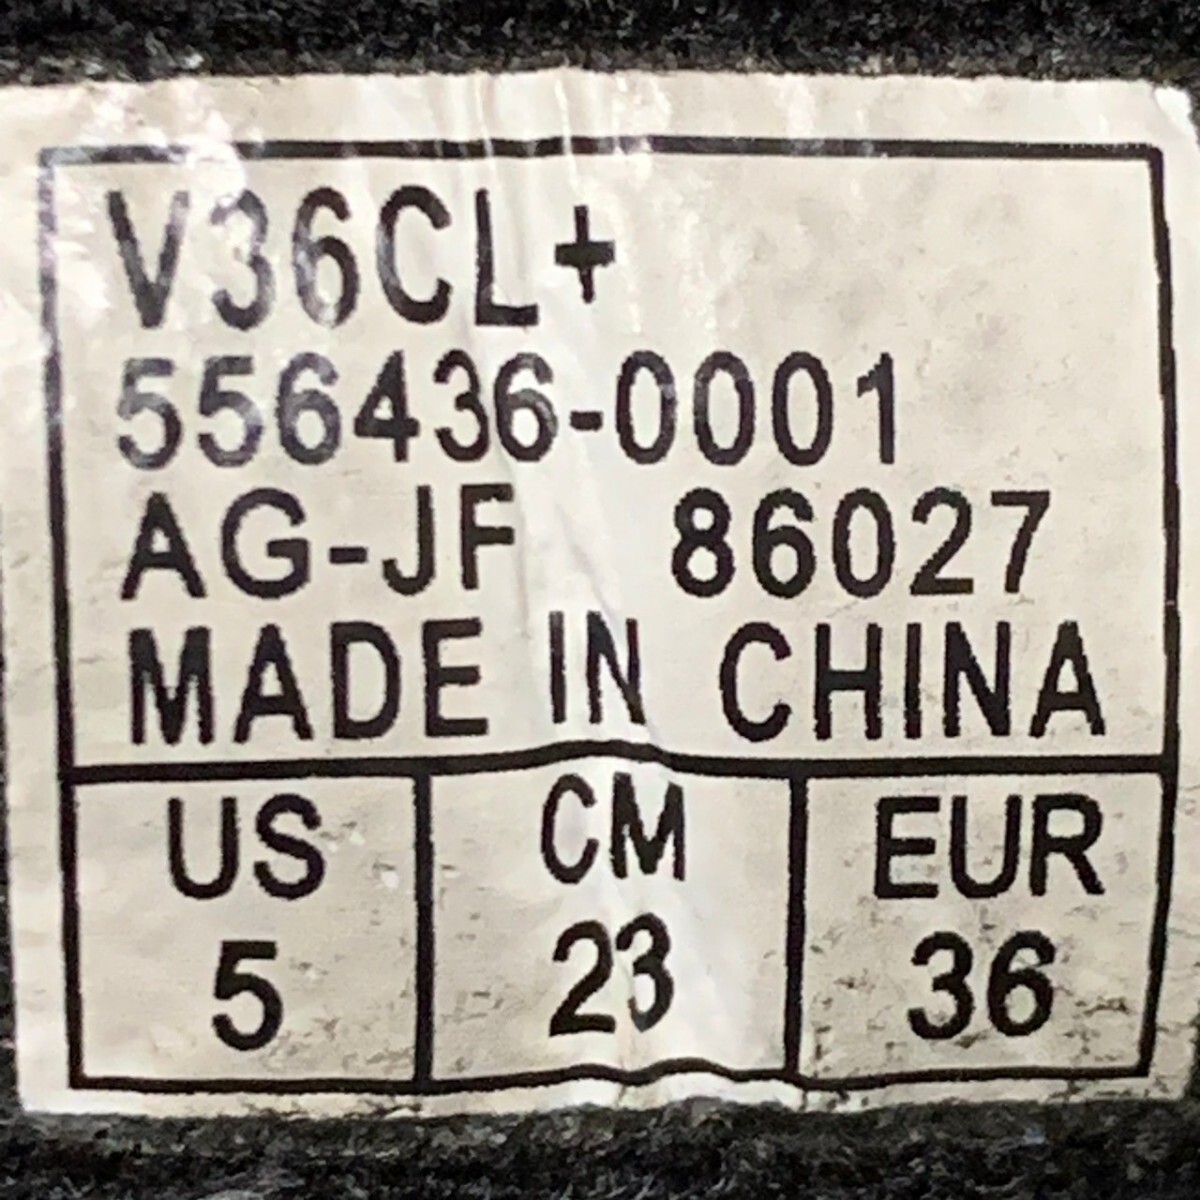 V36CL+
556436-0001
AG-JF 86027
MADE IN CHINA
US CM EUR
5 23 36